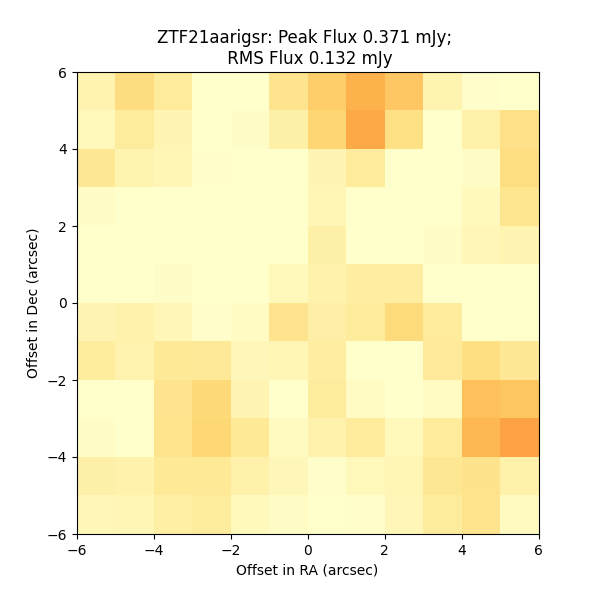 ZTF21aarigsr: Peak Flux 0.371 mJy;
RMS Flux 0.132 mJy
6
4
2
0
−2
−4
−6
Offset in Dec (arcsec)
−6 −4 −2 0 2 4 6
Offset in RA (arcsec)